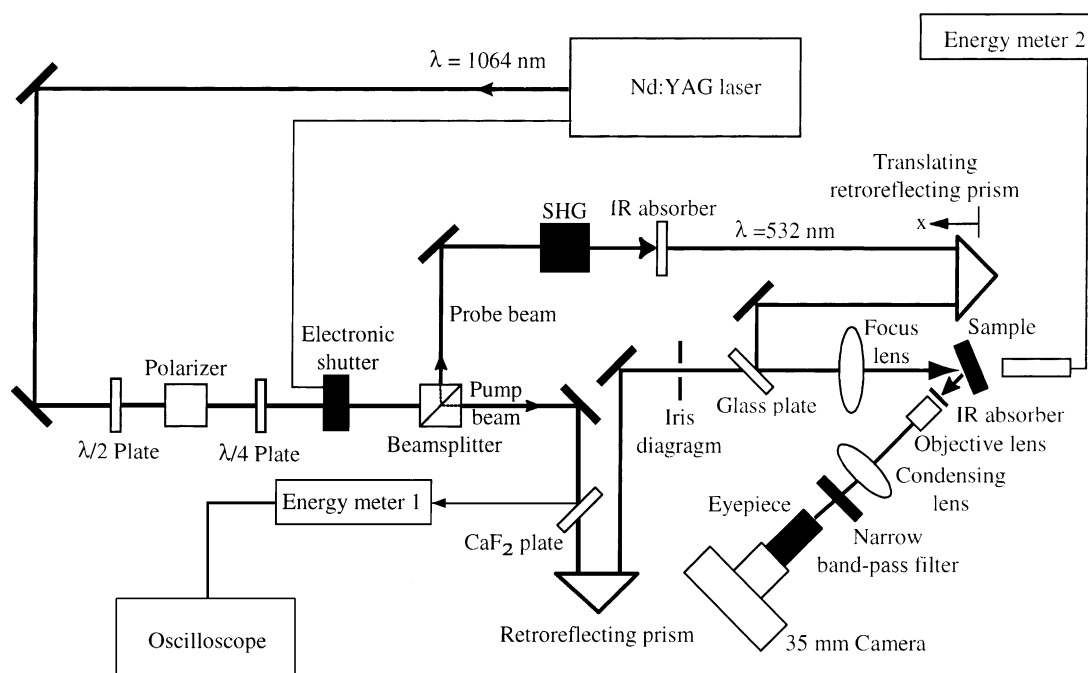 Energy meter 2
λ = 1064 nm
Nd:YAG laser
Translating
retroreflecting prism
x
SHG
IR absorber
λ =532 nm
Probe beam
Electronic
shutter
Polarizer
Pump
beam
Focus
lens
Sample
λ/2 Plate
λ/4 Plate
Beamsplitter
Iris
diagragm
Glass plate
IR absorber
Objective lens
Condensing
lens
Energy meter 1
CaF2 plate
Eyepiece
Narrow
band-pass filter
Oscilloscope
Retroreflecting prism
35 mm Camera